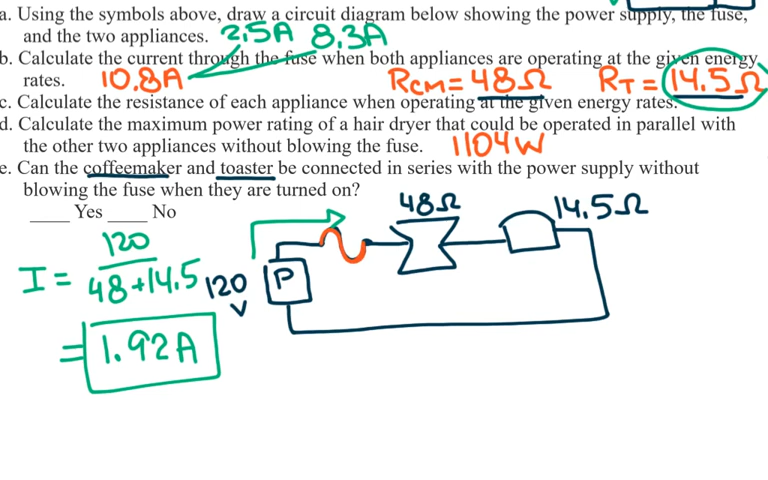 a. Using the symbols above, draw a circuit diagram below showing the power supply, the fuse,
and the two appliances. 2.5A 8.3A
b. Calculate the current through the fuse when both appliances are operating at the given energy
rates. 10.8A RCM = 48Ω RT = 14.5Ω
c. Calculate the resistance of each appliance when operating at the given energy rates.
d. Calculate the maximum power rating of a hair dryer that could be operated in parallel with
the other two appliances without blowing the fuse. 1104W
e. Can the coffeemaker and toaster be connected in series with the power supply without
blowing the fuse when they are turned on?
____ Yes ____ No
48Ω 14.5Ω
I = 120 / 48+14.5
120 V P
= 1.92A